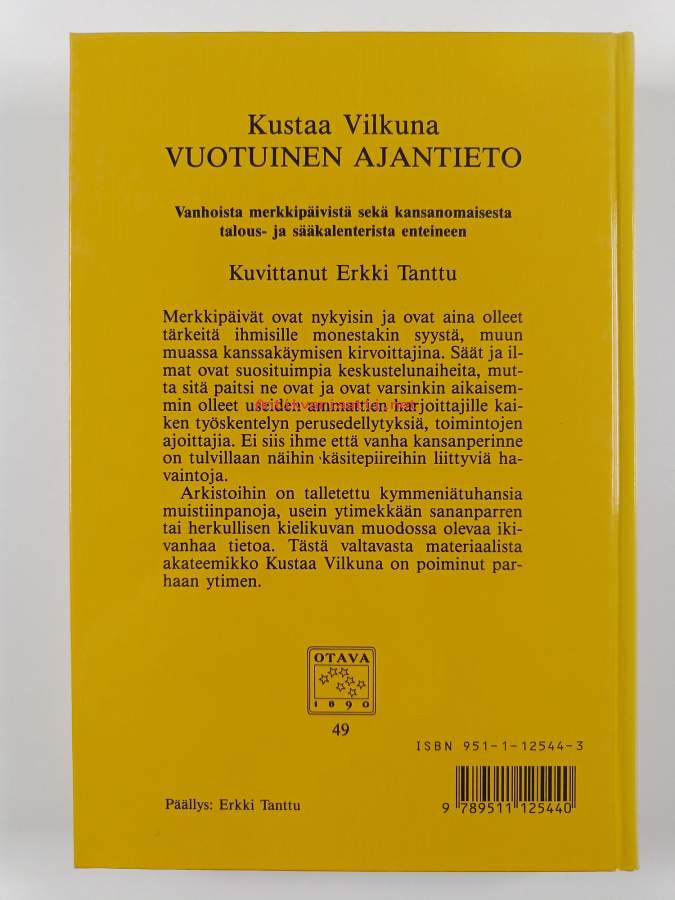 Kustaa Vilkuna
VUOTUINEN AJANTIETO
Vanhoista merkkipäivistä sekä kansanomaisesta
talous- ja sääkalenterista enteineen
Kuvittanut Erkki Tanttu
Merkkipäivät ovat nykyisin ja ovat aina olleet
tärkeitä ihmisille monestakin syystä, muun
muassa kanssakäymisen kirvoittajina. Säät ja il-
mat ovat suosituimpia keskustelunaiheita, mut-
ta sitä paitsi ne ovat ja ovat varsinkin aikaisem-
min olleet useiden ammattien harjoittajille kai-
ken työskentelyn perusedellytyksiä, toimintojen
ajoittajia. Ei siis ihme että vanha kansanperinne
on tulvillaan näihin käsitepiireihin liittyviä ha-
vaintoja.
Arkistoihin on talletettu kymmeniätuhansia
muistiinpanoja, usein ytimekkään sananparren
tai herkullisen kielikuvan muodossa olevaa iki-
vanhaa tietoa. Tästä valtavasta materiaalista
akateemikko Kustaa Vilkuna on poiminut par-
haan ytimen.
OTAVA
1890
49
ISBN 951-1-12544-3
9 789511 125440
Päällys: Erkki Tanttu